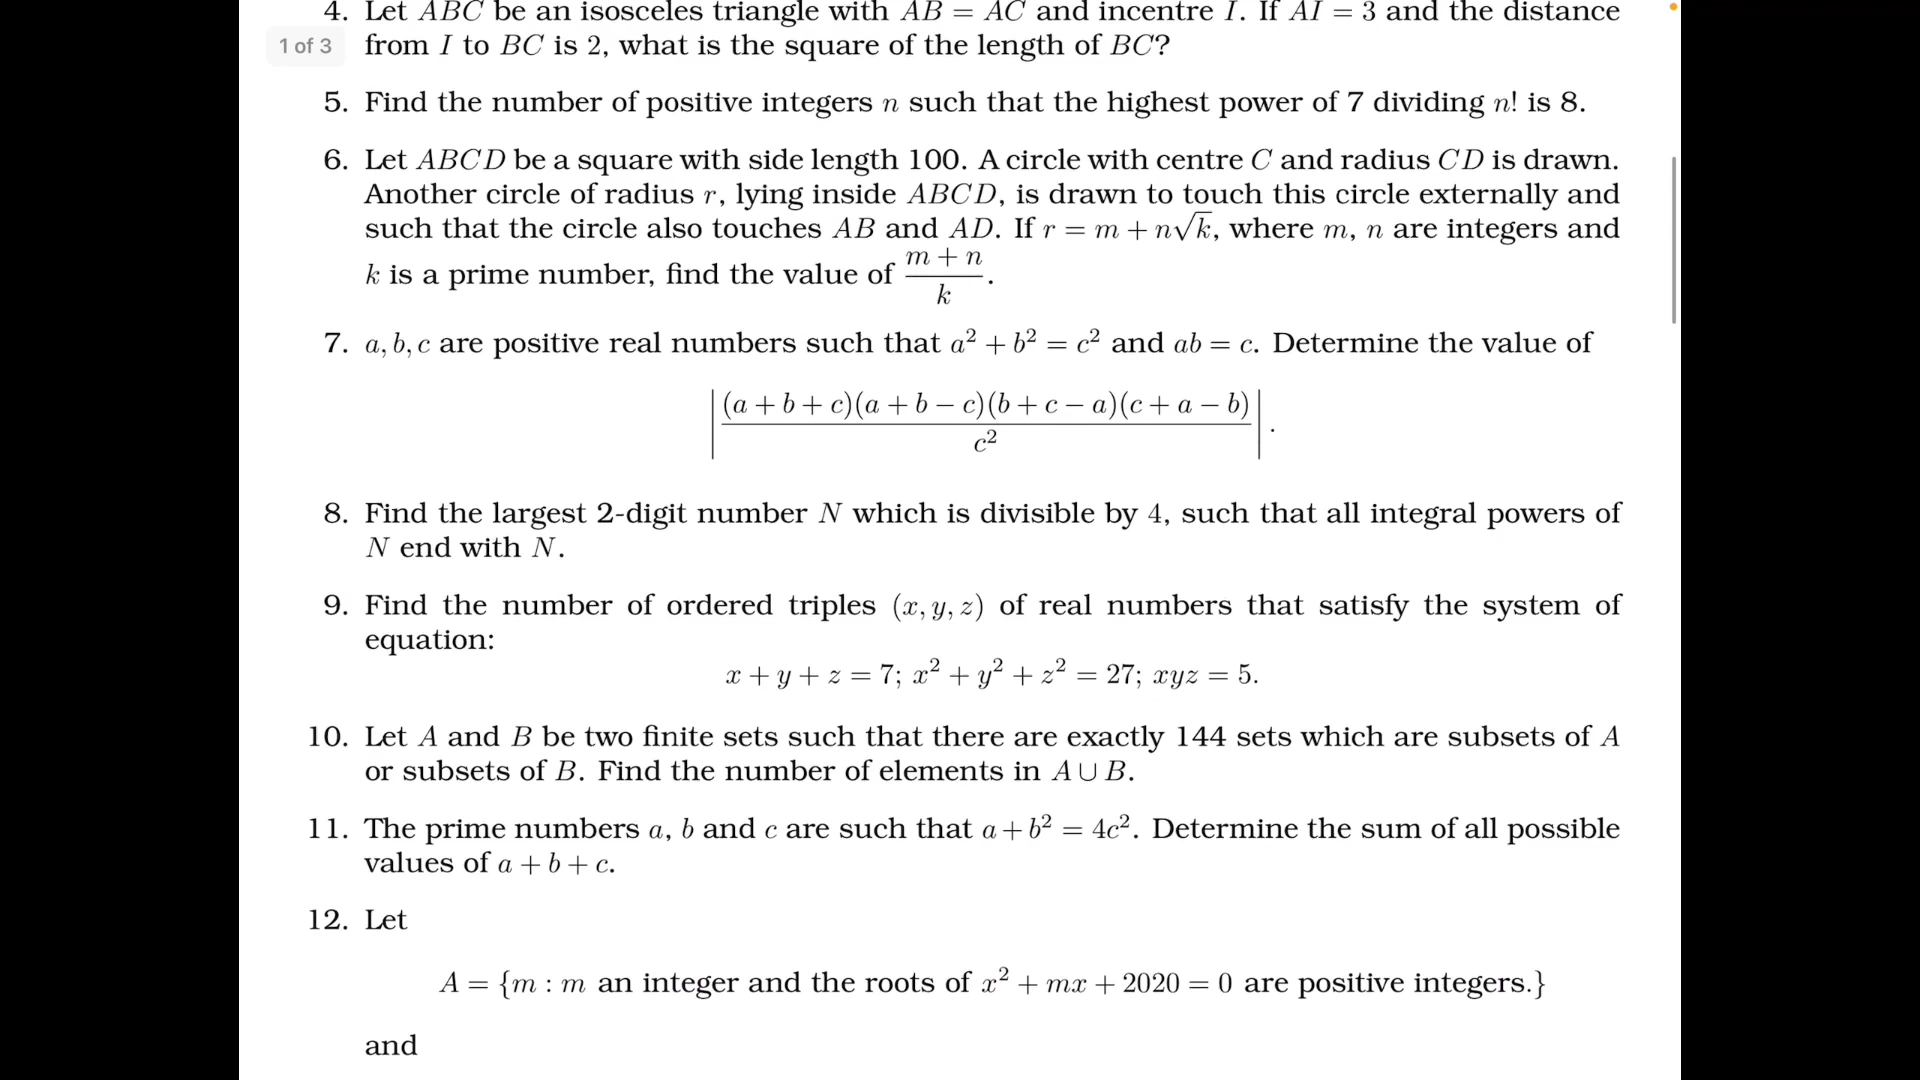 4. Let ABC be an isosceles triangle with AB = AC and incentre I. If AI = 3 and the distance
1 of 3
from I to BC is 2, what is the square of the length of BC?
5. Find the number of positive integers n such that the highest power of 7 dividing n! is 8.
6. Let ABCD be a square with side length 100. A circle with centre C and radius CD is drawn.
Another circle of radius r, lying inside ABCD, is drawn to touch this circle externally and
such that the circle also touches AB and AD. If r = m + n√k, where m, n are integers and
k is a prime number, find the value of (m + n)/k.
7. a, b, c are positive real numbers such that a² + b² = c² and ab = c. Determine the value of
|(a + b + c)(a + b − c)(b + c − a)(c + a − b)/c²|.
8. Find the largest 2-digit number N which is divisible by 4, such that all integral powers of
N end with N.
9. Find the number of ordered triples (x, y, z) of real numbers that satisfy the system of
equation:
x + y + z = 7; x² + y² + z² = 27; xyz = 5.
10. Let A and B be two finite sets such that there are exactly 144 sets which are subsets of A
or subsets of B. Find the number of elements in A ∪ B.
11. The prime numbers a, b and c are such that a + b² = 4c². Determine the sum of all possible
values of a + b + c.
12. Let
A = {m : m an integer and the roots of x² + mx + 2020 = 0 are positive integers.}
and